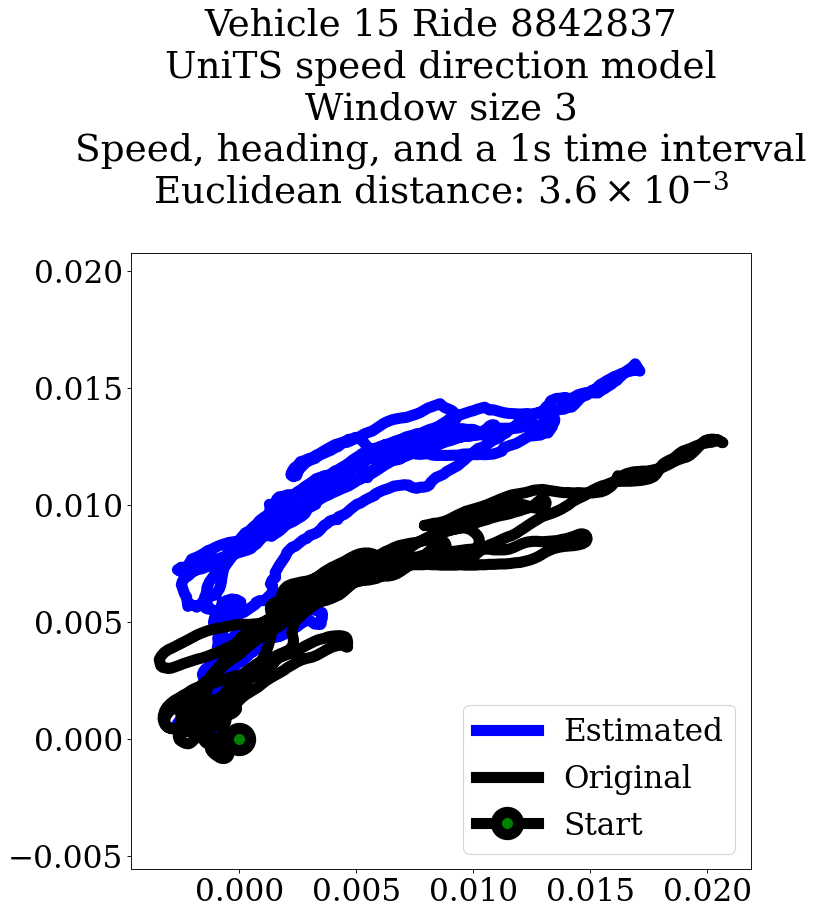 Vehicle 15 Ride 8842837
UniTS speed direction model
Window size 3
Speed, heading, and a 1s time interval
Euclidean distance: 3.6 × 10⁻³
0.020
0.015
0.010
0.005
0.000
−0.005
0.000 0.005 0.010 0.015 0.020
Estimated
Original
Start